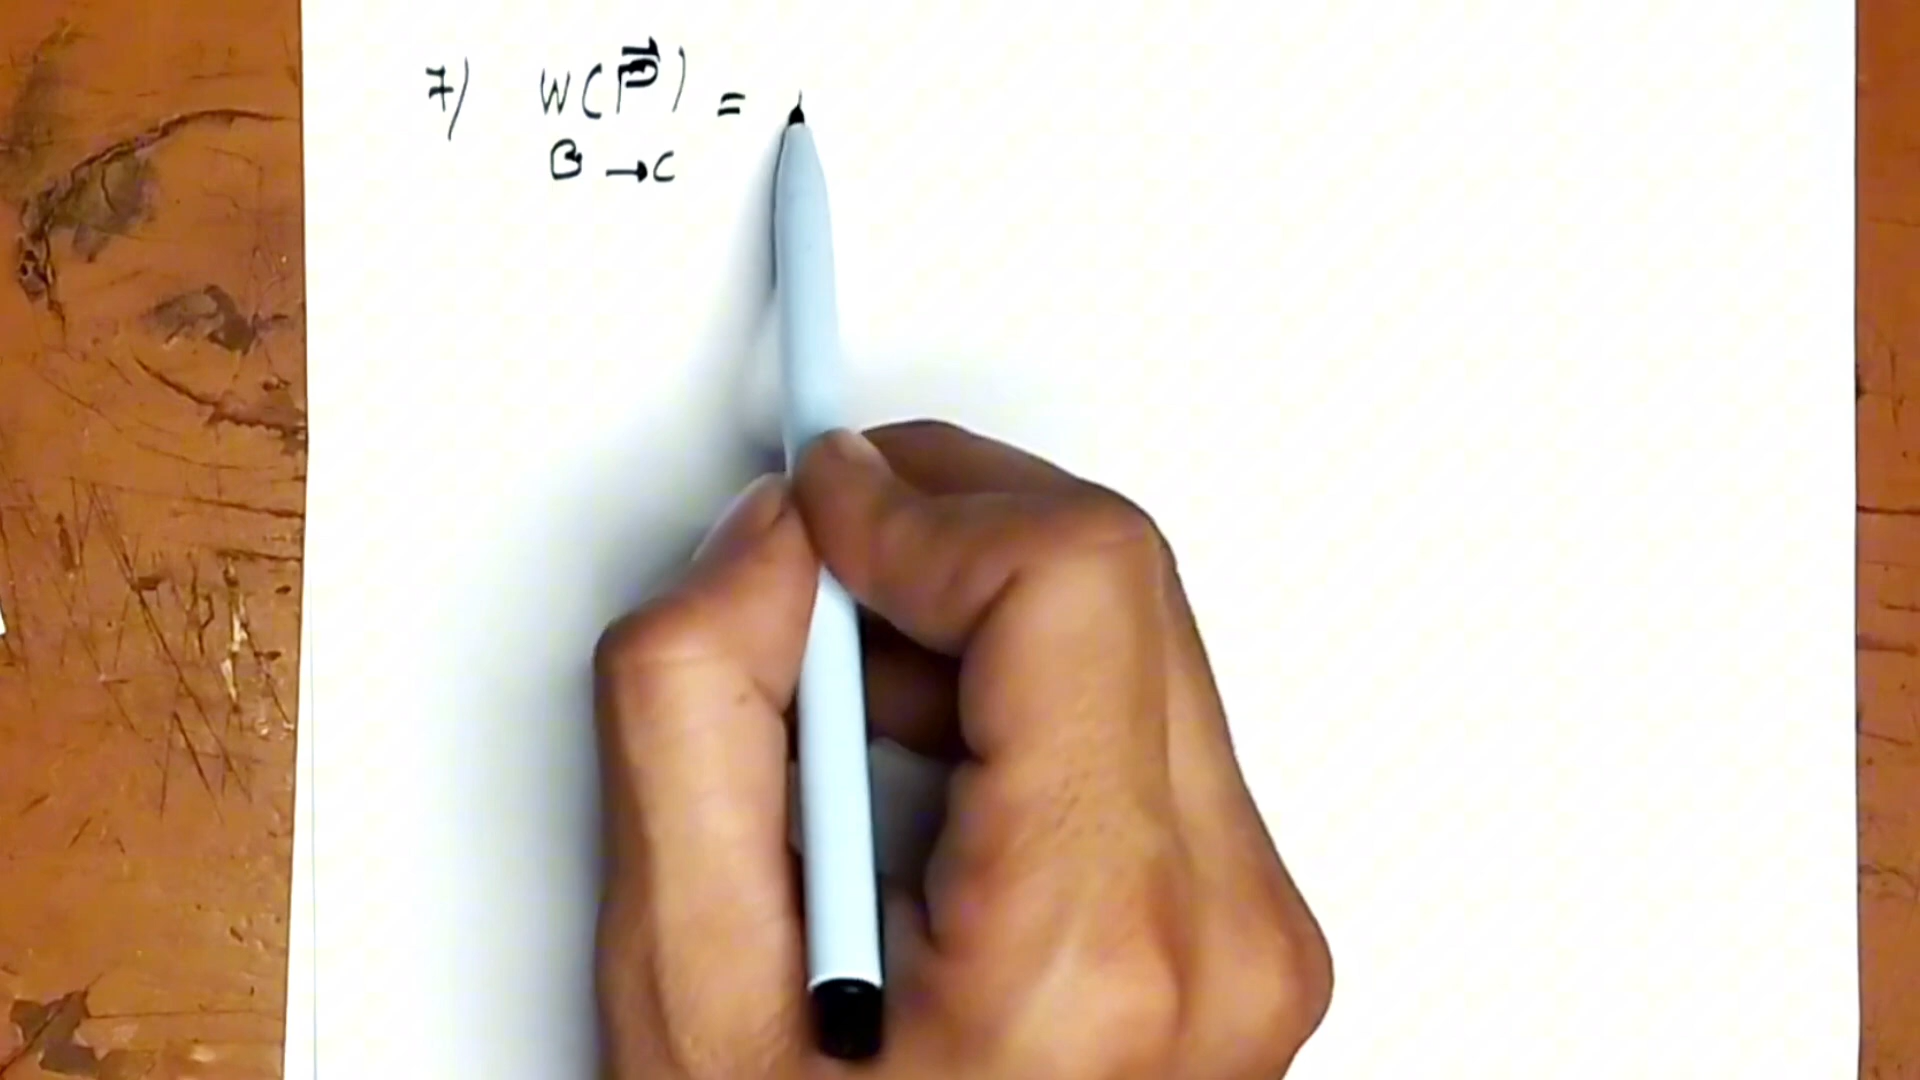 7) W(P⃗) =
B → C